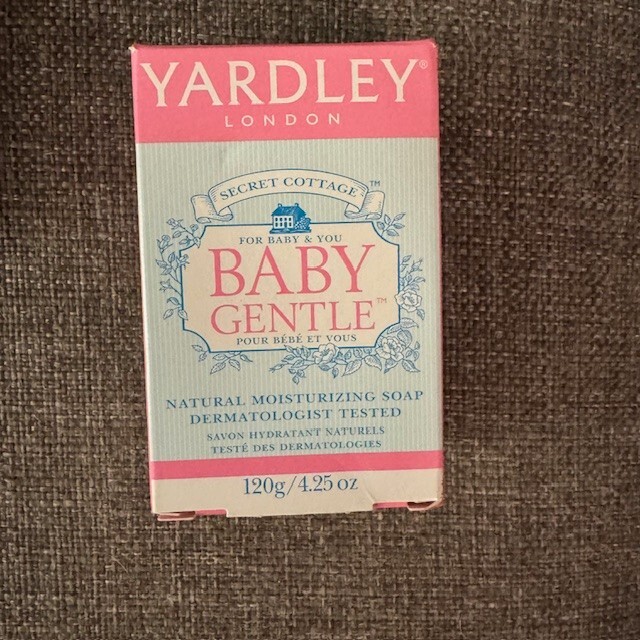 YARDLEY®
LONDON
SECRET COTTAGE™
FOR BABY & YOU
BABY
GENTLE™
POUR BÉBÉ ET VOUS
NATURAL MOISTURIZING SOAP
DERMATOLOGIST TESTED
SAVON HYDRATANT NATURELS
TESTÉ DES DERMATOLOGIES
120g/4.25 oz